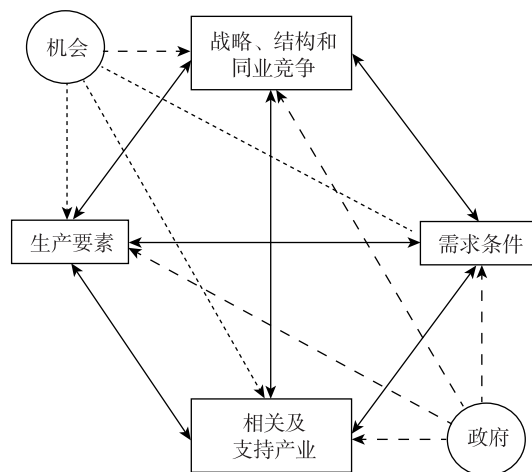 机会
战略、结构和
同业竞争
生产要素
需求条件
相关及
支持产业
政府